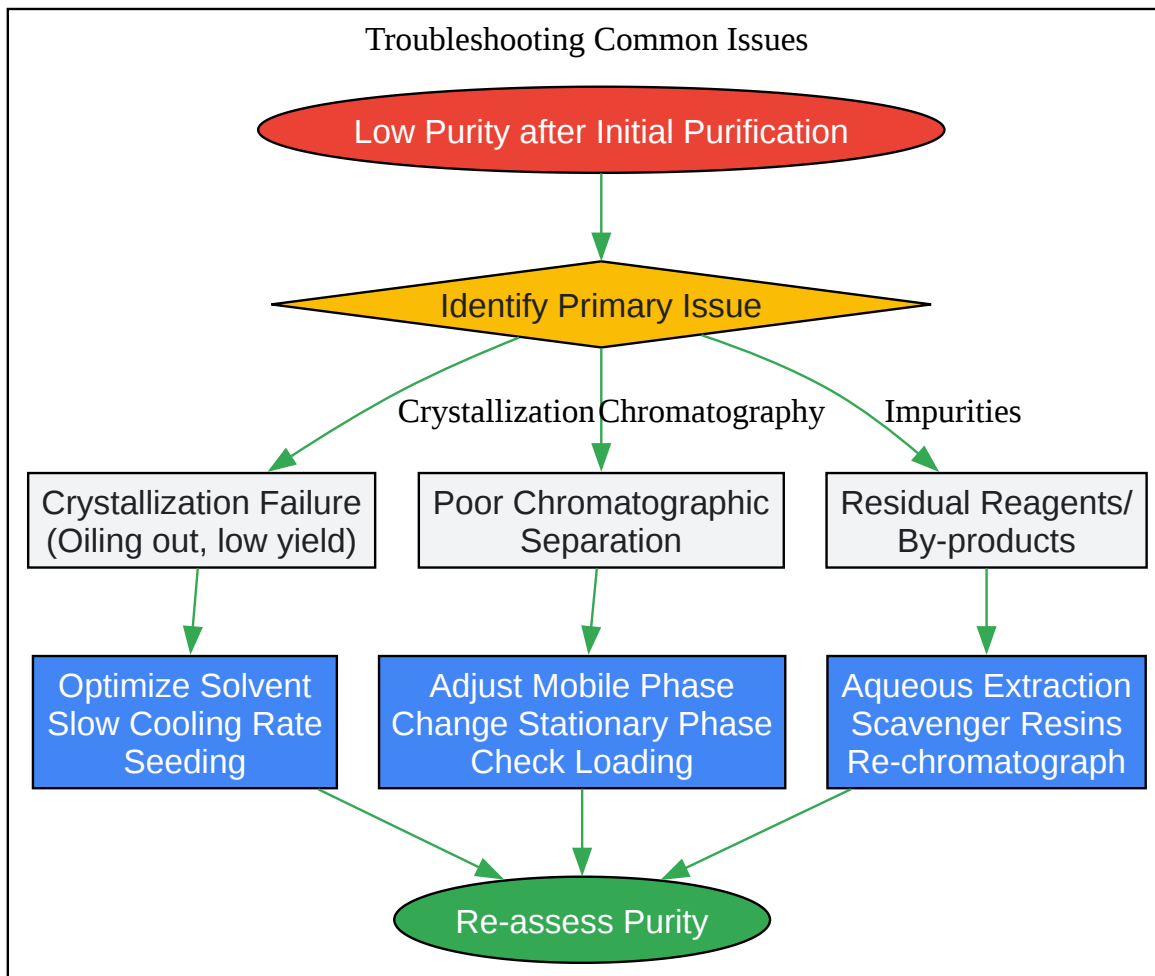 Troubleshooting Common Issues
Low Purity after Initial Purification
Identify Primary Issue
Crystallization
Chromatography
Impurities
Crystallization Failure
(Oiling out, low yield)
Poor Chromatographic
Separation
Residual Reagents/
By-products
Optimize Solvent
Slow Cooling Rate
Seeding
Adjust Mobile Phase
Change Stationary Phase
Check Loading
Aqueous Extraction
Scavenger Resins
Re-chromatograph
Re-assess Purity